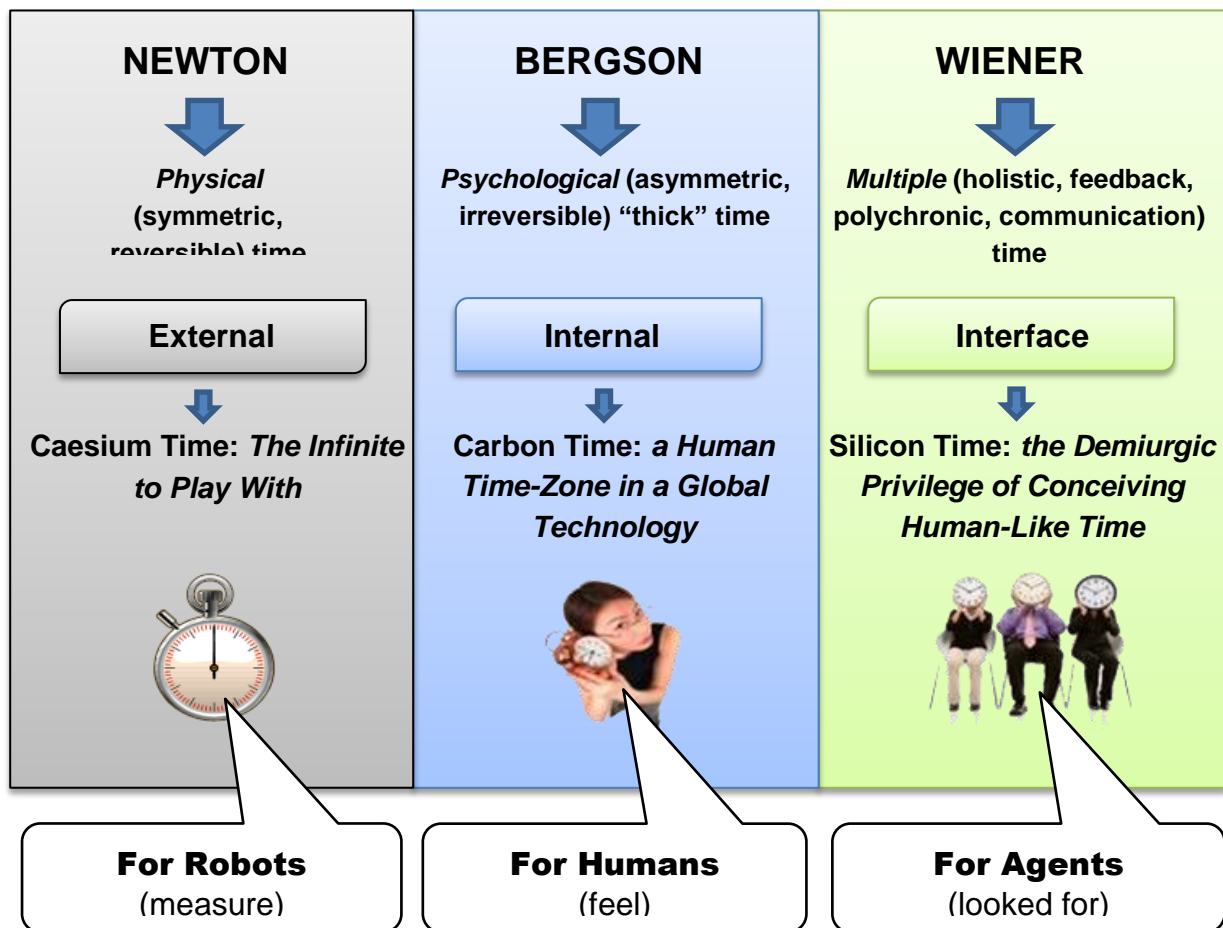 NEWTON
Physical
(symmetric,
reversible) time
External
Caesium Time: The Infinite
to Play With
For Robots
(measure)
BERGSON
Psychological (asymmetric,
irreversible) “thick” time
Internal
Carbon Time: a Human
Time-Zone in a Global
Technology
For Humans
(feel)
WIENER
Multiple (holistic, feedback,
polychronic, communication)
time
Interface
Silicon Time: the Demiurgic
Privilege of Conceiving
Human-Like Time
For Agents
(looked for)